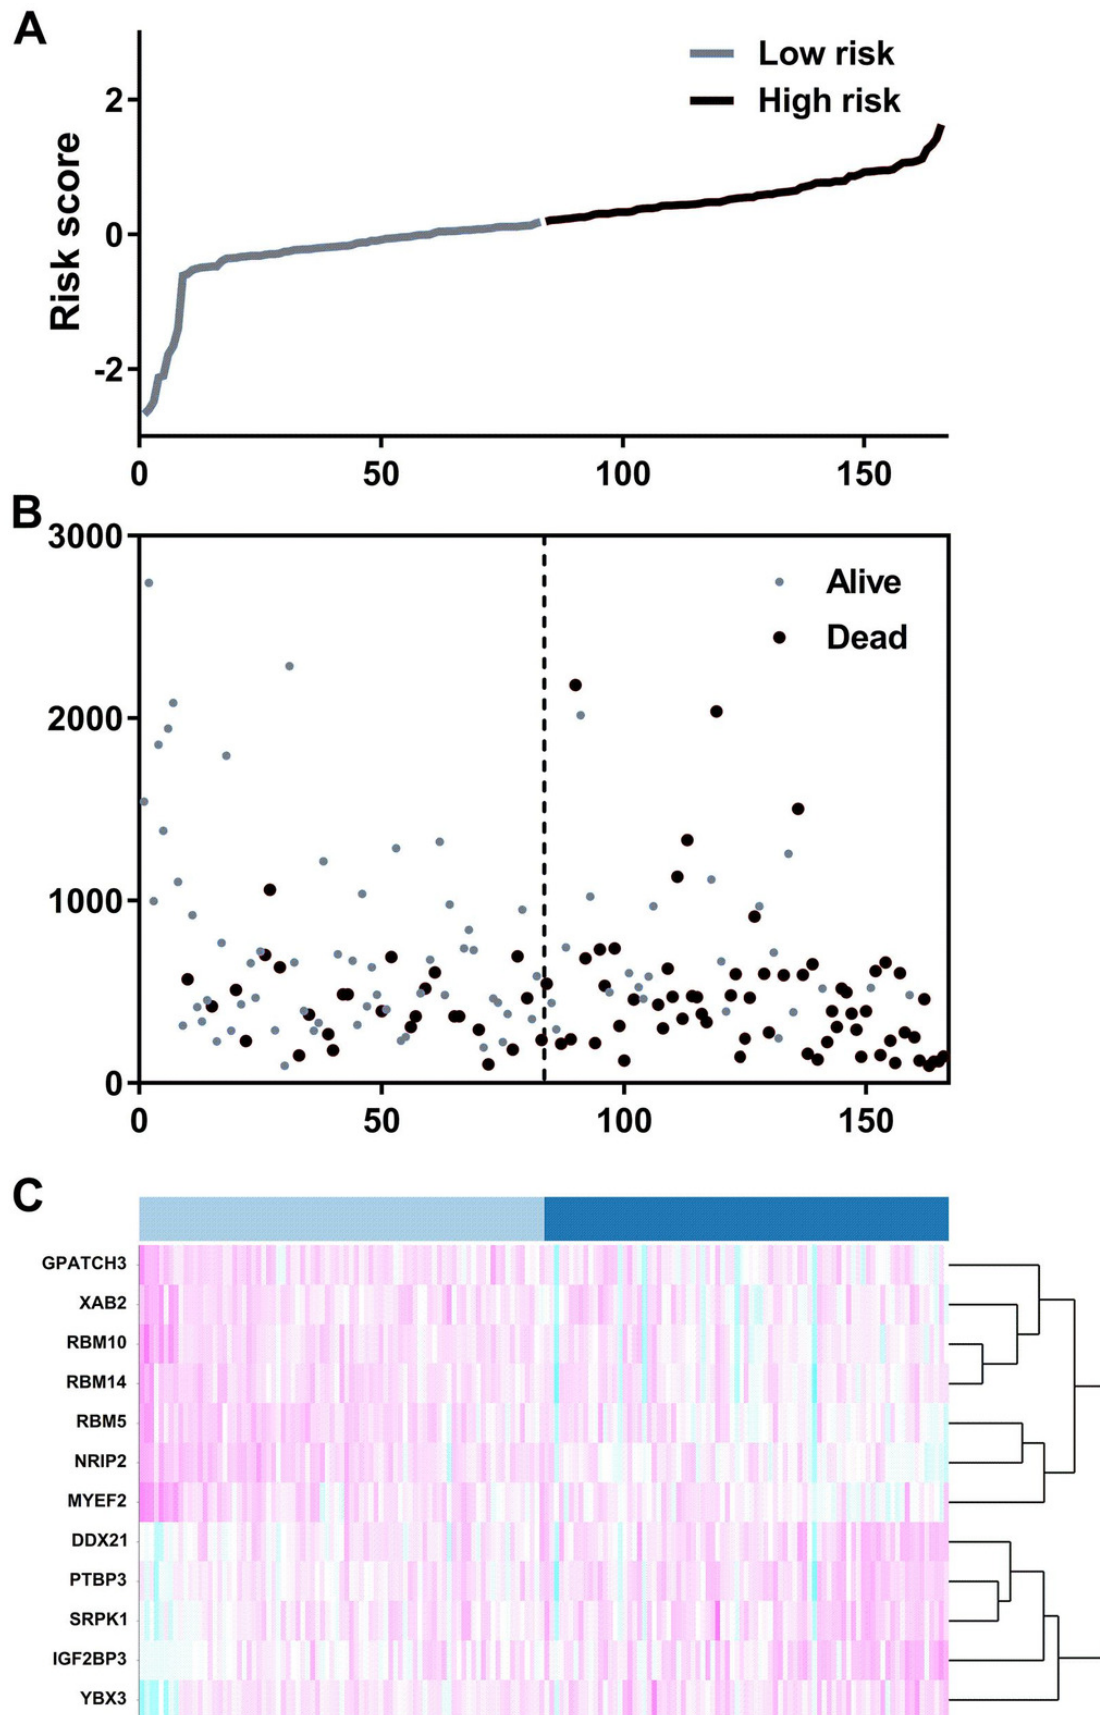 A
Low risk
High risk
Risk score
2
0
-2
0 50 100 150
B
3000
2000
1000
0
Alive
Dead
0 50 100 150
C
GPATCH3
XAB2
RBM10
RBM14
RBM5
NRIP2
MYEF2
DDX21
PTBP3
SRPK1
IGF2BP3
YBX3